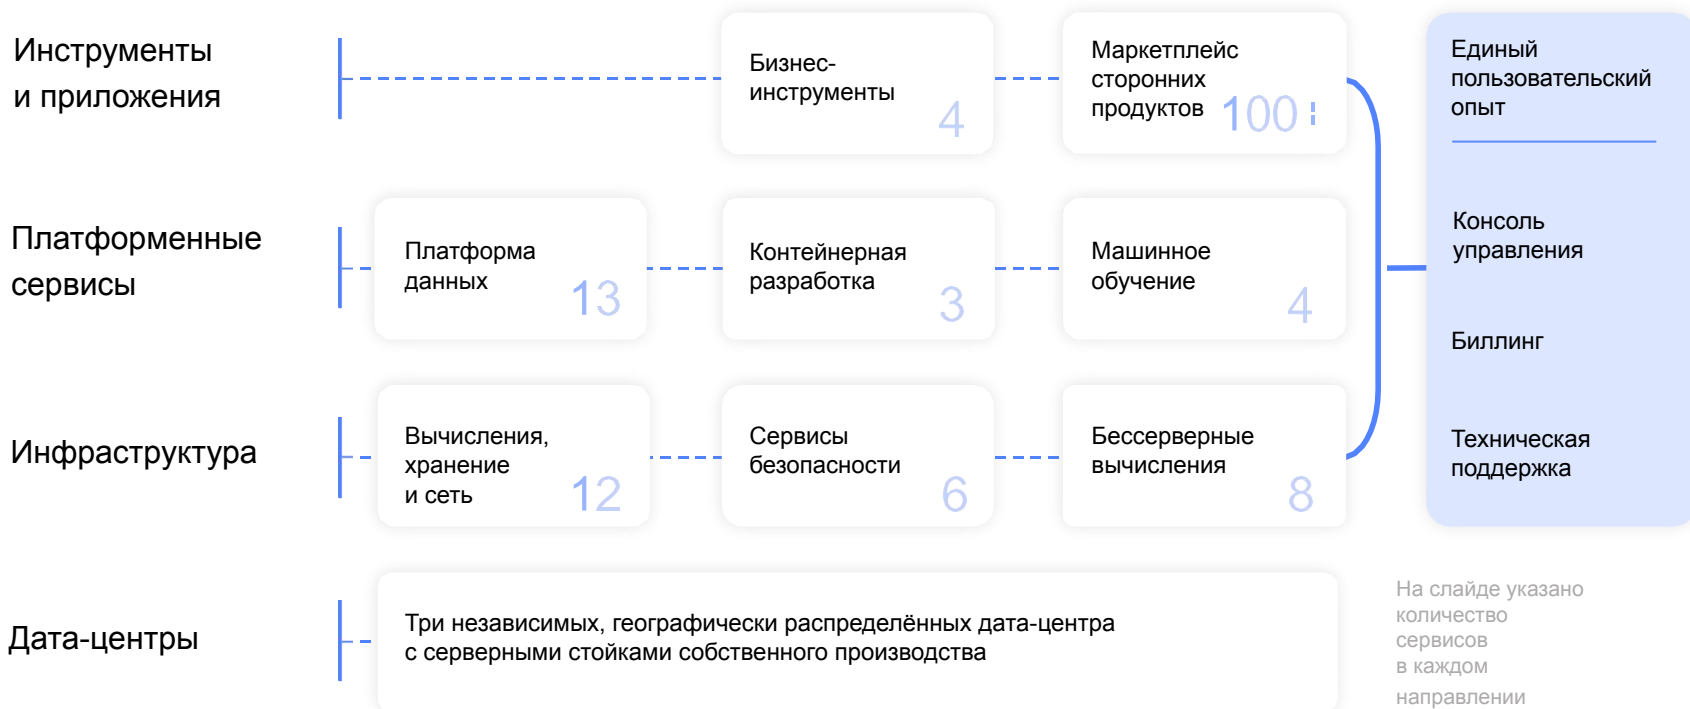 Инструменты
и приложения
Бизнес-
инструменты
4
Маркетплейс
сторонних
продуктов
100
Платформенные
сервисы
Платформа
данных
13
Контейнерная
разработка
3
Машинное
обучение
4
Инфраструктура
Вычисления,
хранение
и сеть
12
Сервисы
безопасности
6
Бессерверные
вычисления
8
Дата-центры
Три независимых, географически распределённых дата-центра
с серверными стойками собственного производства
Единый
пользовательский
опыт
Консоль
управления
Биллинг
Техническая
поддержка
На слайде указано
количество
сервисов
в каждом
направлении